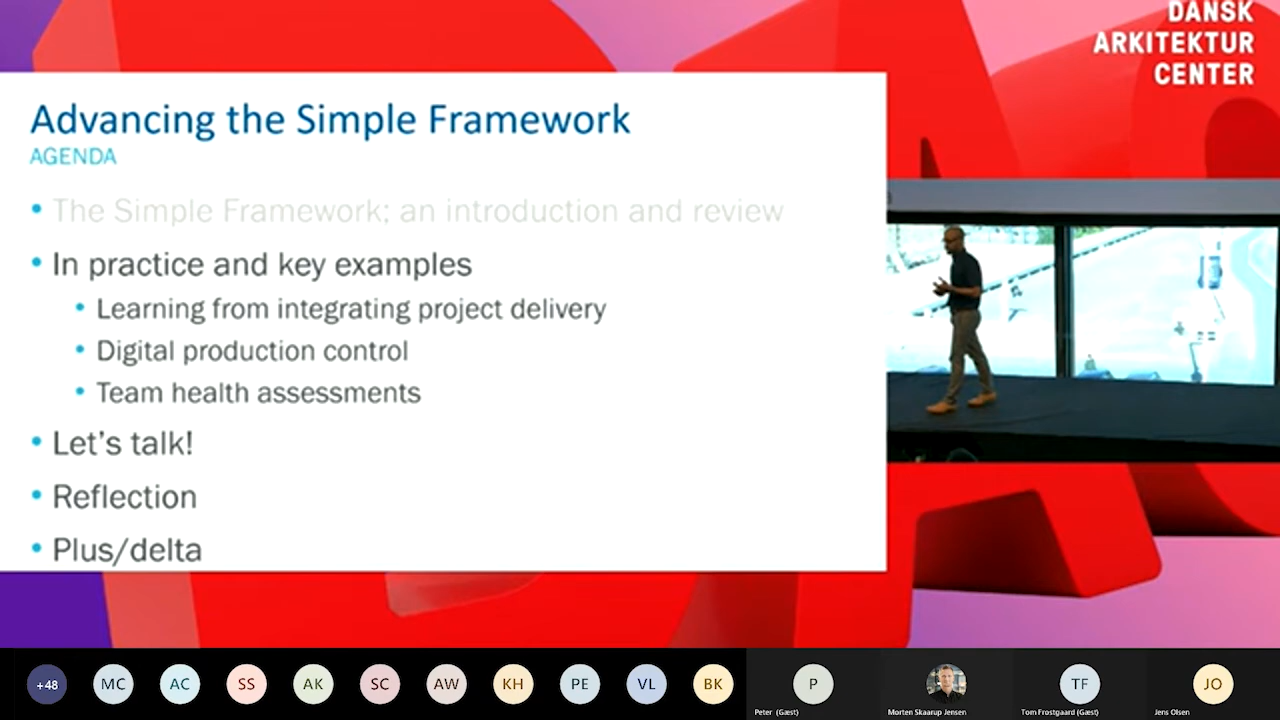 DANSK
ARKITEKTUR
CENTER
Advancing the Simple Framework
AGENDA
• The Simple Framework; an introduction and review
• In practice and key examples
• Learning from integrating project delivery
• Digital production control
• Team health assessments
• Let's talk!
• Reflection
• Plus/delta
+48
MC
AC
SS
AK
SC
AW
KH
PE
VL
BK
P
TF
JO
Peter (Gæst)
Morten Skaarup Jensen
Tom Frostgaard (Gæst)
Jens Olsen